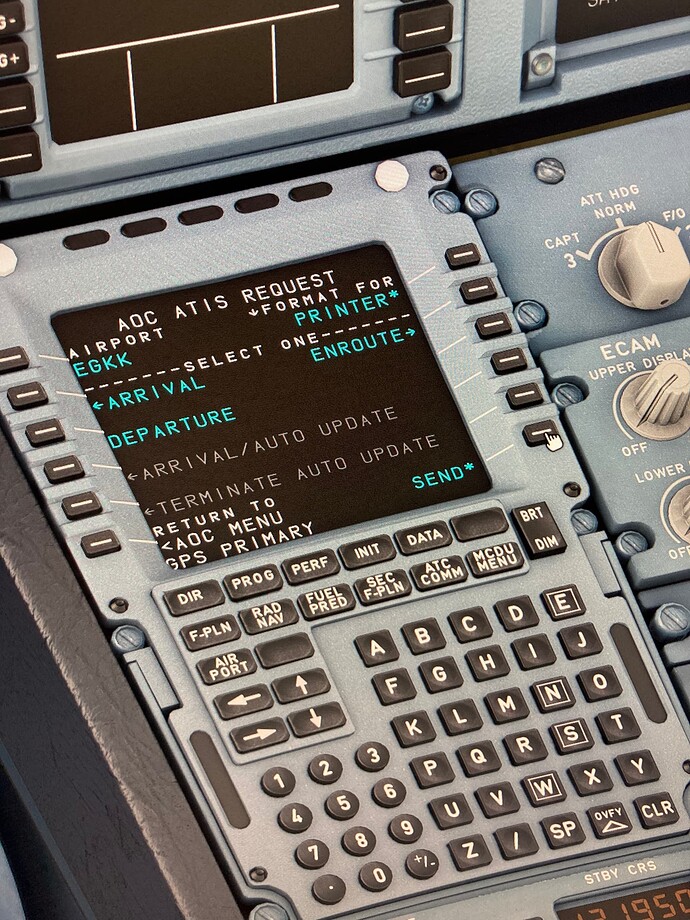 G-
G+
SAT
AOC ATIS REQUEST
AIRPORT ↓FORMAT FOR
EGKK PRINTER*
-------SELECT ONE-------
←ARRIVAL ENROUTE→
DEPARTURE
←ARRIVAL/AUTO UPDATE
←TERMINATE AUTO UPDATE
RETURN TO SEND*
<AOC MENU
GPS PRIMARY
ATT HDG
NORM
CAPT F/O
3
ECAM
UPPER DISPLA
OFF
LOWER
OFF
DIR PROG PERF INIT DATA BRT
F-PLN RAD NAV FUEL PRED SEC F-PLN ATC COMM MCDU MENU DIM
AIR PORT
← ↑
→ ↓
A B C D E
F G H I J
K L M N O
P Q R S T
U V W X Y
Z / SP OVFY △ CLR
1 2 3
4 5 6
7 8 9
. 0 +/-
STBY CRS